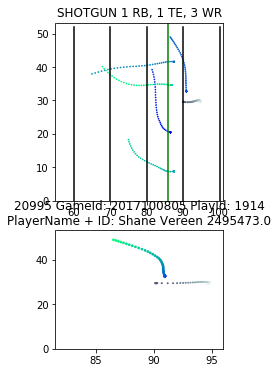 SHOTGUN 1 RB, 1 TE, 3 WR
50
40
30
20
10
0
60 70 80 90 100
20995 GameId: 2017100805 PlayId: 1914
PlayerName + ID: Shane Vereen 2495473.0
40
20
0
85 90 95